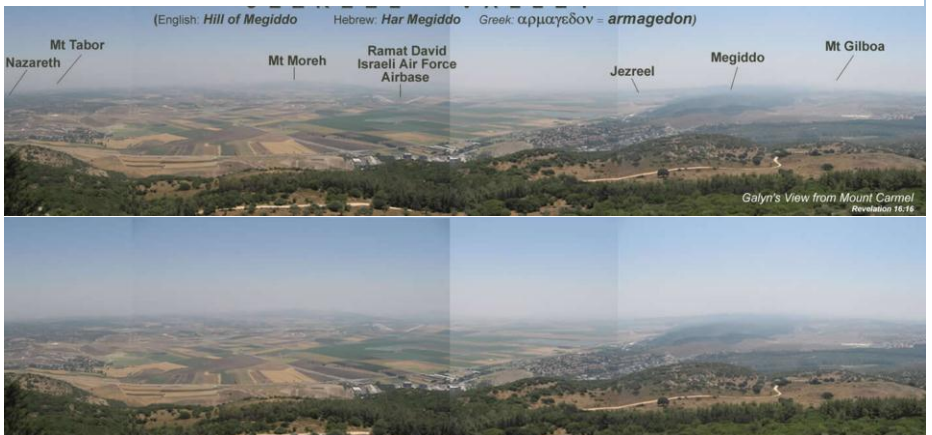 (English: Hill of Megiddo Hebrew: Har Megiddo Greek: αρμαγεδον = armagedon)
Nazareth
Mt Tabor
Mt Moreh
Ramat David
Israeli Air Force
Airbase
Jezreel
Megiddo
Mt Gilboa
Galyn's View from Mount Carmel
Revelation 16:16